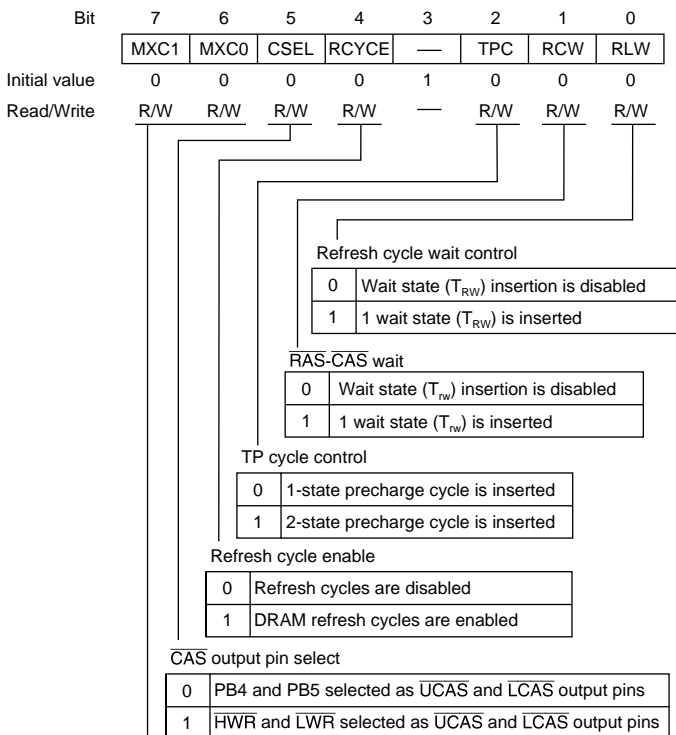 Bit 7 6 5 4 3 2 1 0
MXC1 MXC0 CSEL RCYCE — TPC RCW RLW
Initial value 0 0 0 0 1 0 0 0
Read/Write R/W R/W R/W R/W — R/W R/W R/W
Refresh cycle wait control
0 Wait state (TRW) insertion is disabled
1 1 wait state (TRW) is inserted
RAS-CAS wait
0 Wait state (Trw) insertion is disabled
1 1 wait state (Trw) is inserted
TP cycle control
0 1-state precharge cycle is inserted
1 2-state precharge cycle is inserted
Refresh cycle enable
0 Refresh cycles are disabled
1 DRAM refresh cycles are enabled
CAS output pin select
0 PB4 and PB5 selected as UCAS and LCAS output pins
1 HWR and LWR selected as UCAS and LCAS output pins